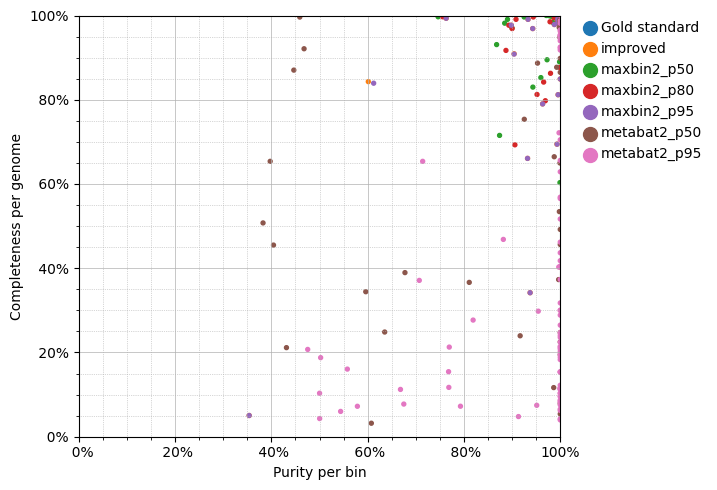 100%
80%
60%
40%
20%
0%
Completeness per genome
0%
20%
40%
60%
80%
100%
Purity per bin
Gold standard
improved
maxbin2_p50
maxbin2_p80
maxbin2_p95
metabat2_p50
metabat2_p95